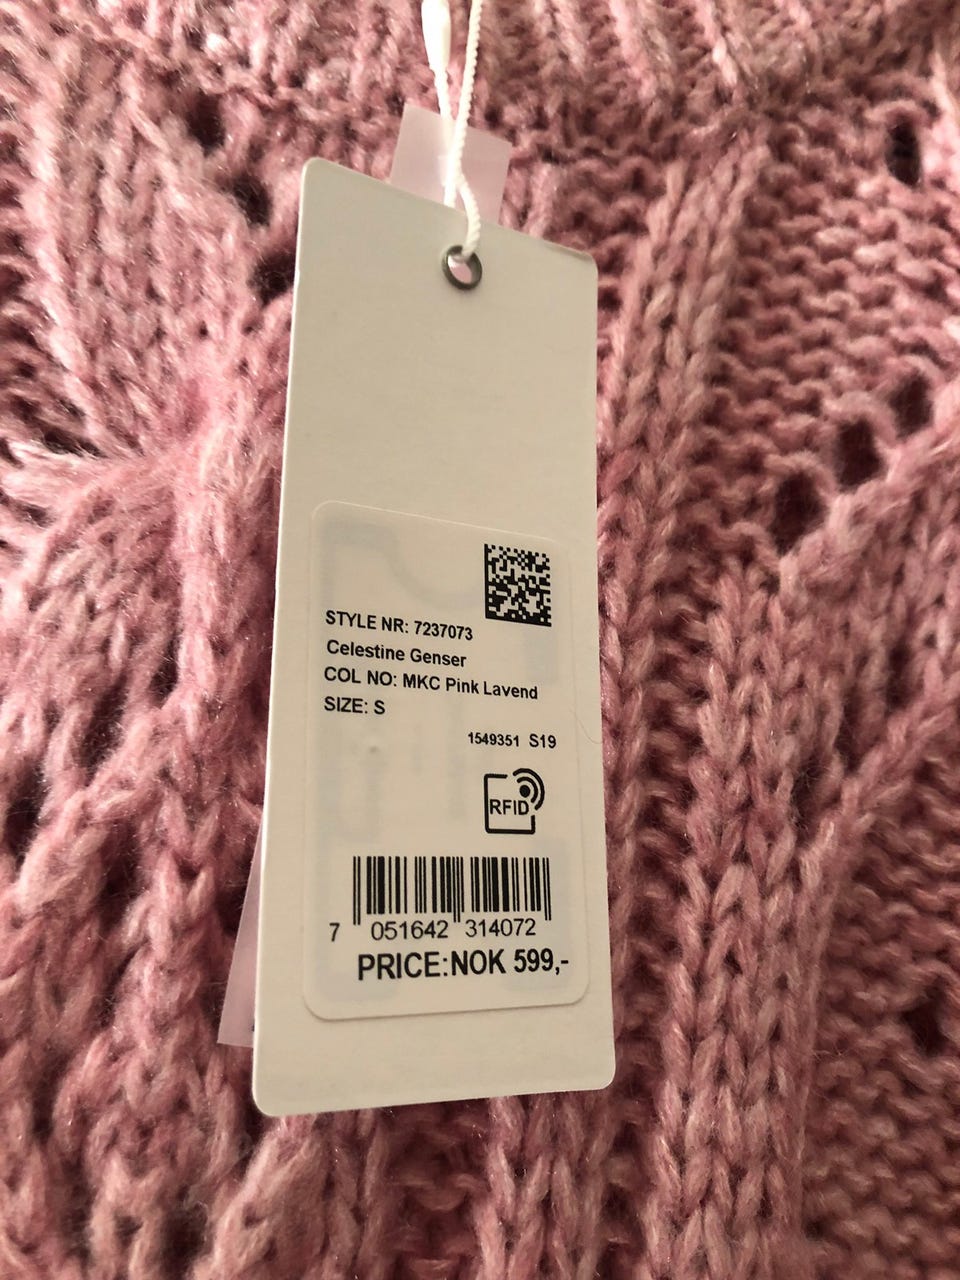 STYLE NR: 7237073
Celestine Genser
COL NO: MKC Pink Lavend
SIZE: S
1549351 S19
RFID
7 051642 314072
PRICE:NOK 599,-